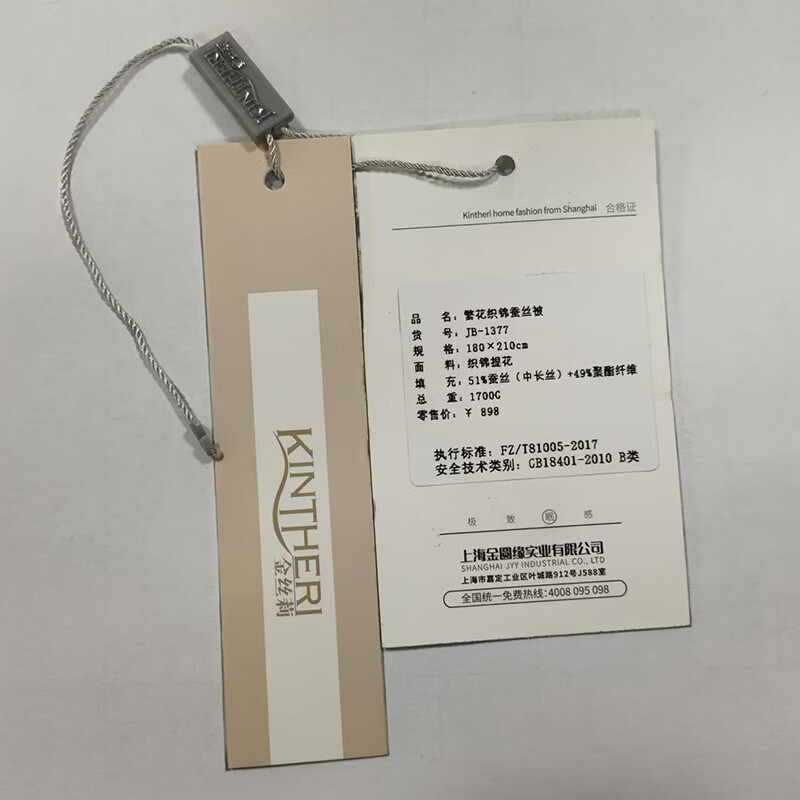 KINTHERI
KINTHERI
金丝莉
Kintheri home fashion from Shanghai 合格证
品 名：繁花织锦蚕丝被
货 号：JB-1377
规 格：180×210cm
面 料：织锦提花
填 充：51%蚕丝（中长丝）+49%聚酯纤维
总 重：1700G
零售价：￥ 898
执行标准：FZ/T81005-2017
安全技术类别：GB18401-2010 B类
极 致 眠 感
上海金圆缘实业有限公司
SHANGHAI JYY INDUSTRIAL CO., LTD
上海市嘉定工业区叶城路912号J588室
全国统一免费热线：4008 095 098